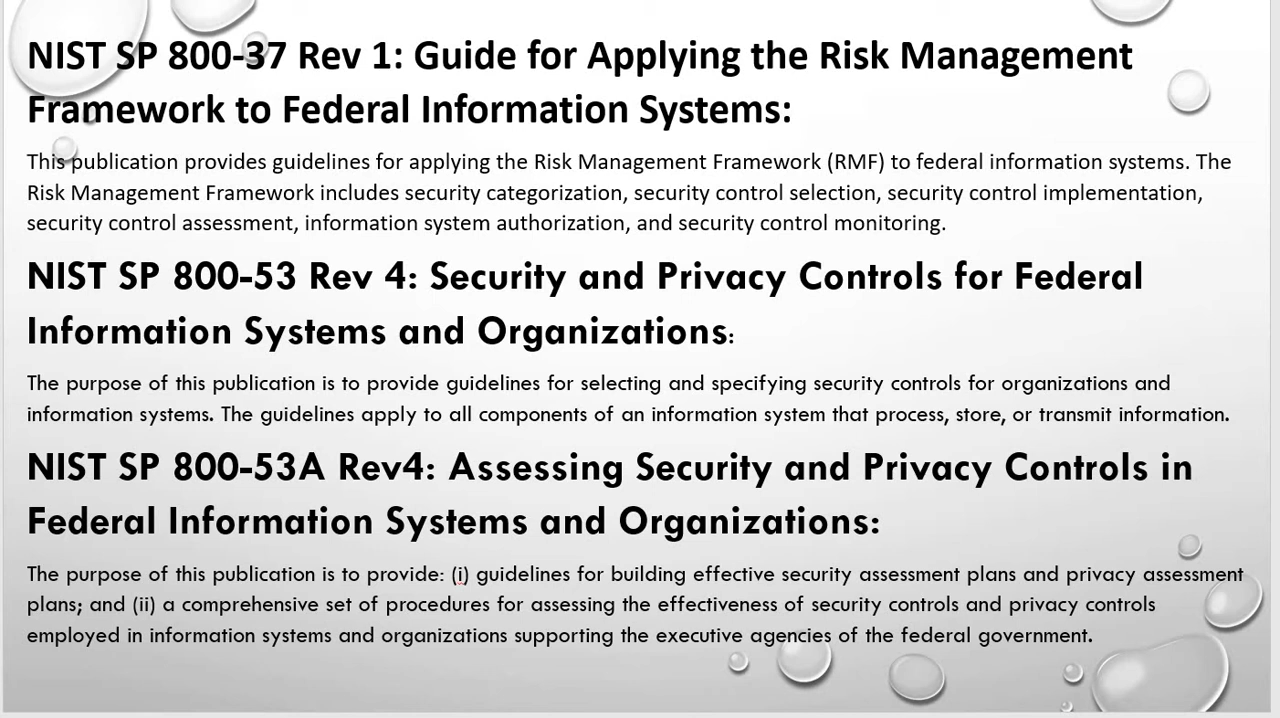 NIST SP 800-37 Rev 1: Guide for Applying the Risk Management
Framework to Federal Information Systems:
This publication provides guidelines for applying the Risk Management Framework (RMF) to federal information systems. The
Risk Management Framework includes security categorization, security control selection, security control implementation,
security control assessment, information system authorization, and security control monitoring.
NIST SP 800-53 Rev 4: Security and Privacy Controls for Federal
Information Systems and Organizations:
The purpose of this publication is to provide guidelines for selecting and specifying security controls for organizations and
information systems. The guidelines apply to all components of an information system that process, store, or transmit information.
NIST SP 800-53A Rev4: Assessing Security and Privacy Controls in
Federal Information Systems and Organizations:
The purpose of this publication is to provide: (i) guidelines for building effective security assessment plans and privacy assessment
plans; and (ii) a comprehensive set of procedures for assessing the effectiveness of security controls and privacy controls
employed in information systems and organizations supporting the executive agencies of the federal government.